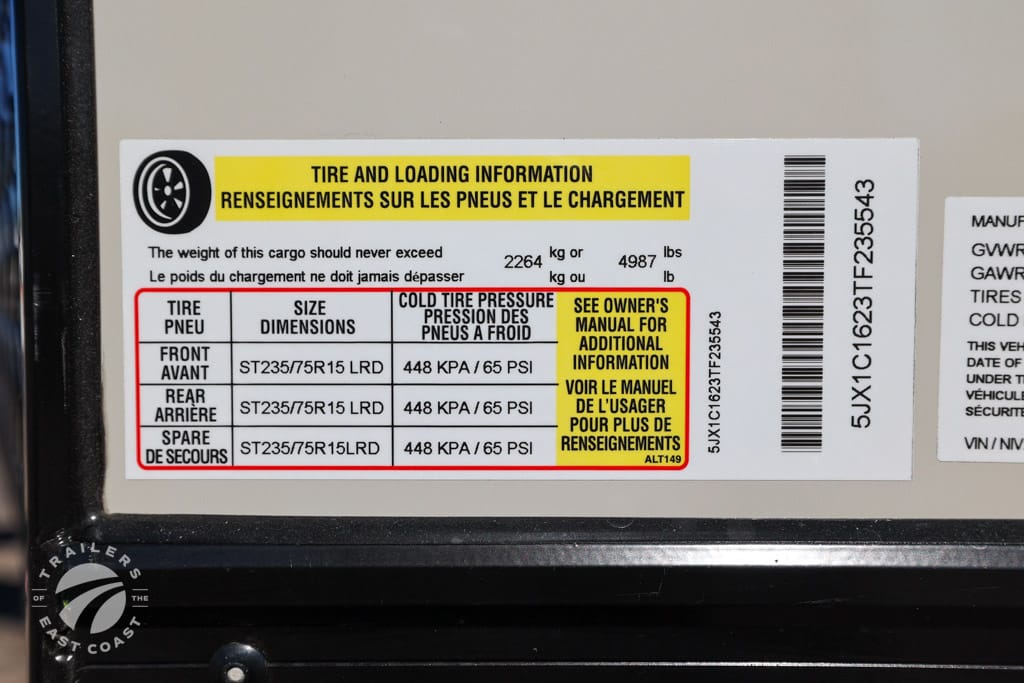 TIRE AND LOADING INFORMATION
RENSEIGNEMENTS SUR LES PNEUS ET LE CHARGEMENT
The weight of this cargo should never exceed 2264 kg or 4987 lbs
Le poids du chargement ne doit jamais dépasser kg ou lb
TIRE
PNEU
SIZE
DIMENSIONS
COLD TIRE PRESSURE
PRESSION DES
PNEUS A FROID
FRONT
AVANT
ST235/75R15 LRD
448 KPA / 65 PSI
REAR
ARRIÈRE
ST235/75R15 LRD
448 KPA / 65 PSI
SPARE
DE SECOURS
ST235/75R15LRD
448 KPA / 65 PSI
SEE OWNER'S
MANUAL FOR
ADDITIONAL
INFORMATION
VOIR LE MANUEL
DE L'USAGER
POUR PLUS DE
RENSEIGNEMENTS
ALT149
5JX1C1623TF235543
5JX1C1623TF235543
MANUF
GVWR
GAWR
TIRES
COLD
THIS VEH
DATE OF
UNDER T
VÉHICULE
SÉCURITE
VIN / NIV
TRAILERS
OF THE
EAST COAST